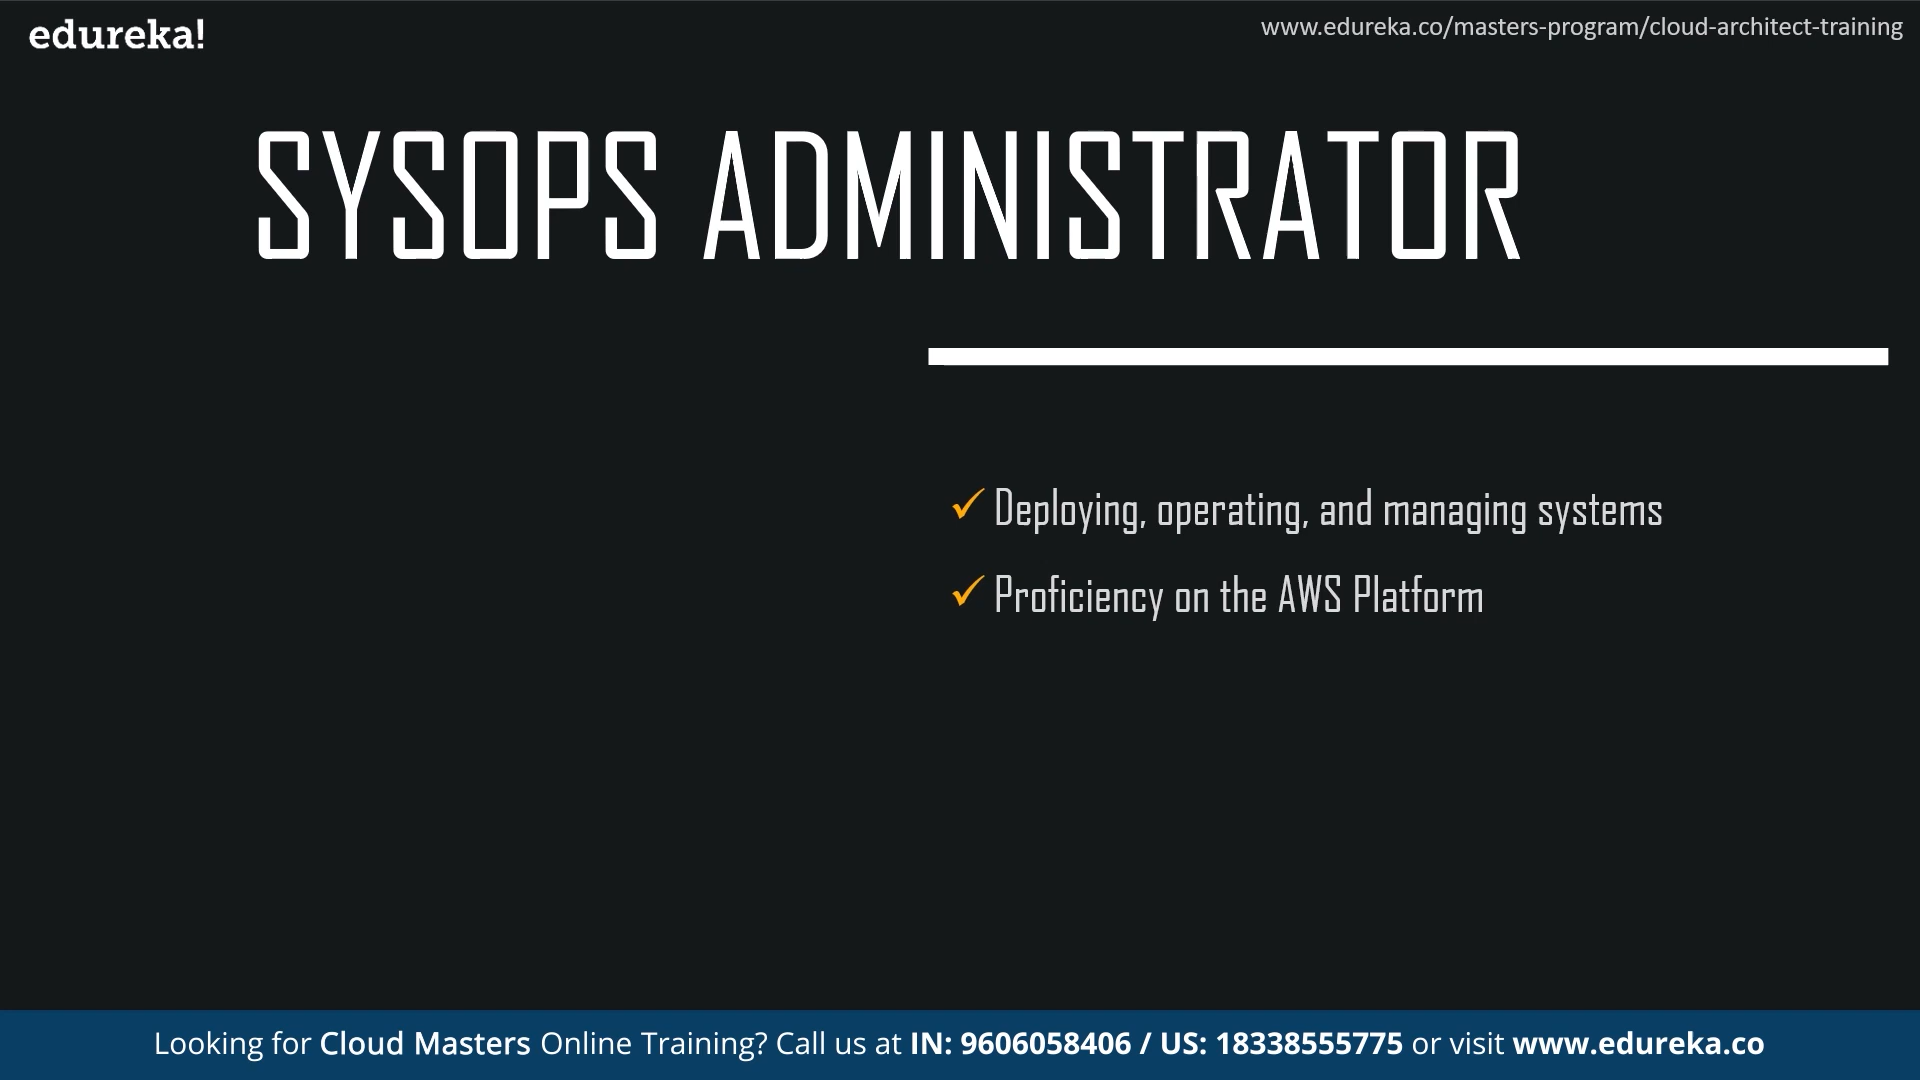 edureka!
www.edureka.co/masters-program/cloud-architect-training
SYSOPS ADMINISTRATOR
✓ Deploying, operating, and managing systems
✓ Proficiency on the AWS Platform
Looking for Cloud Masters Online Training? Call us at IN: 9606058406 / US: 18338555775 or visit www.edureka.co